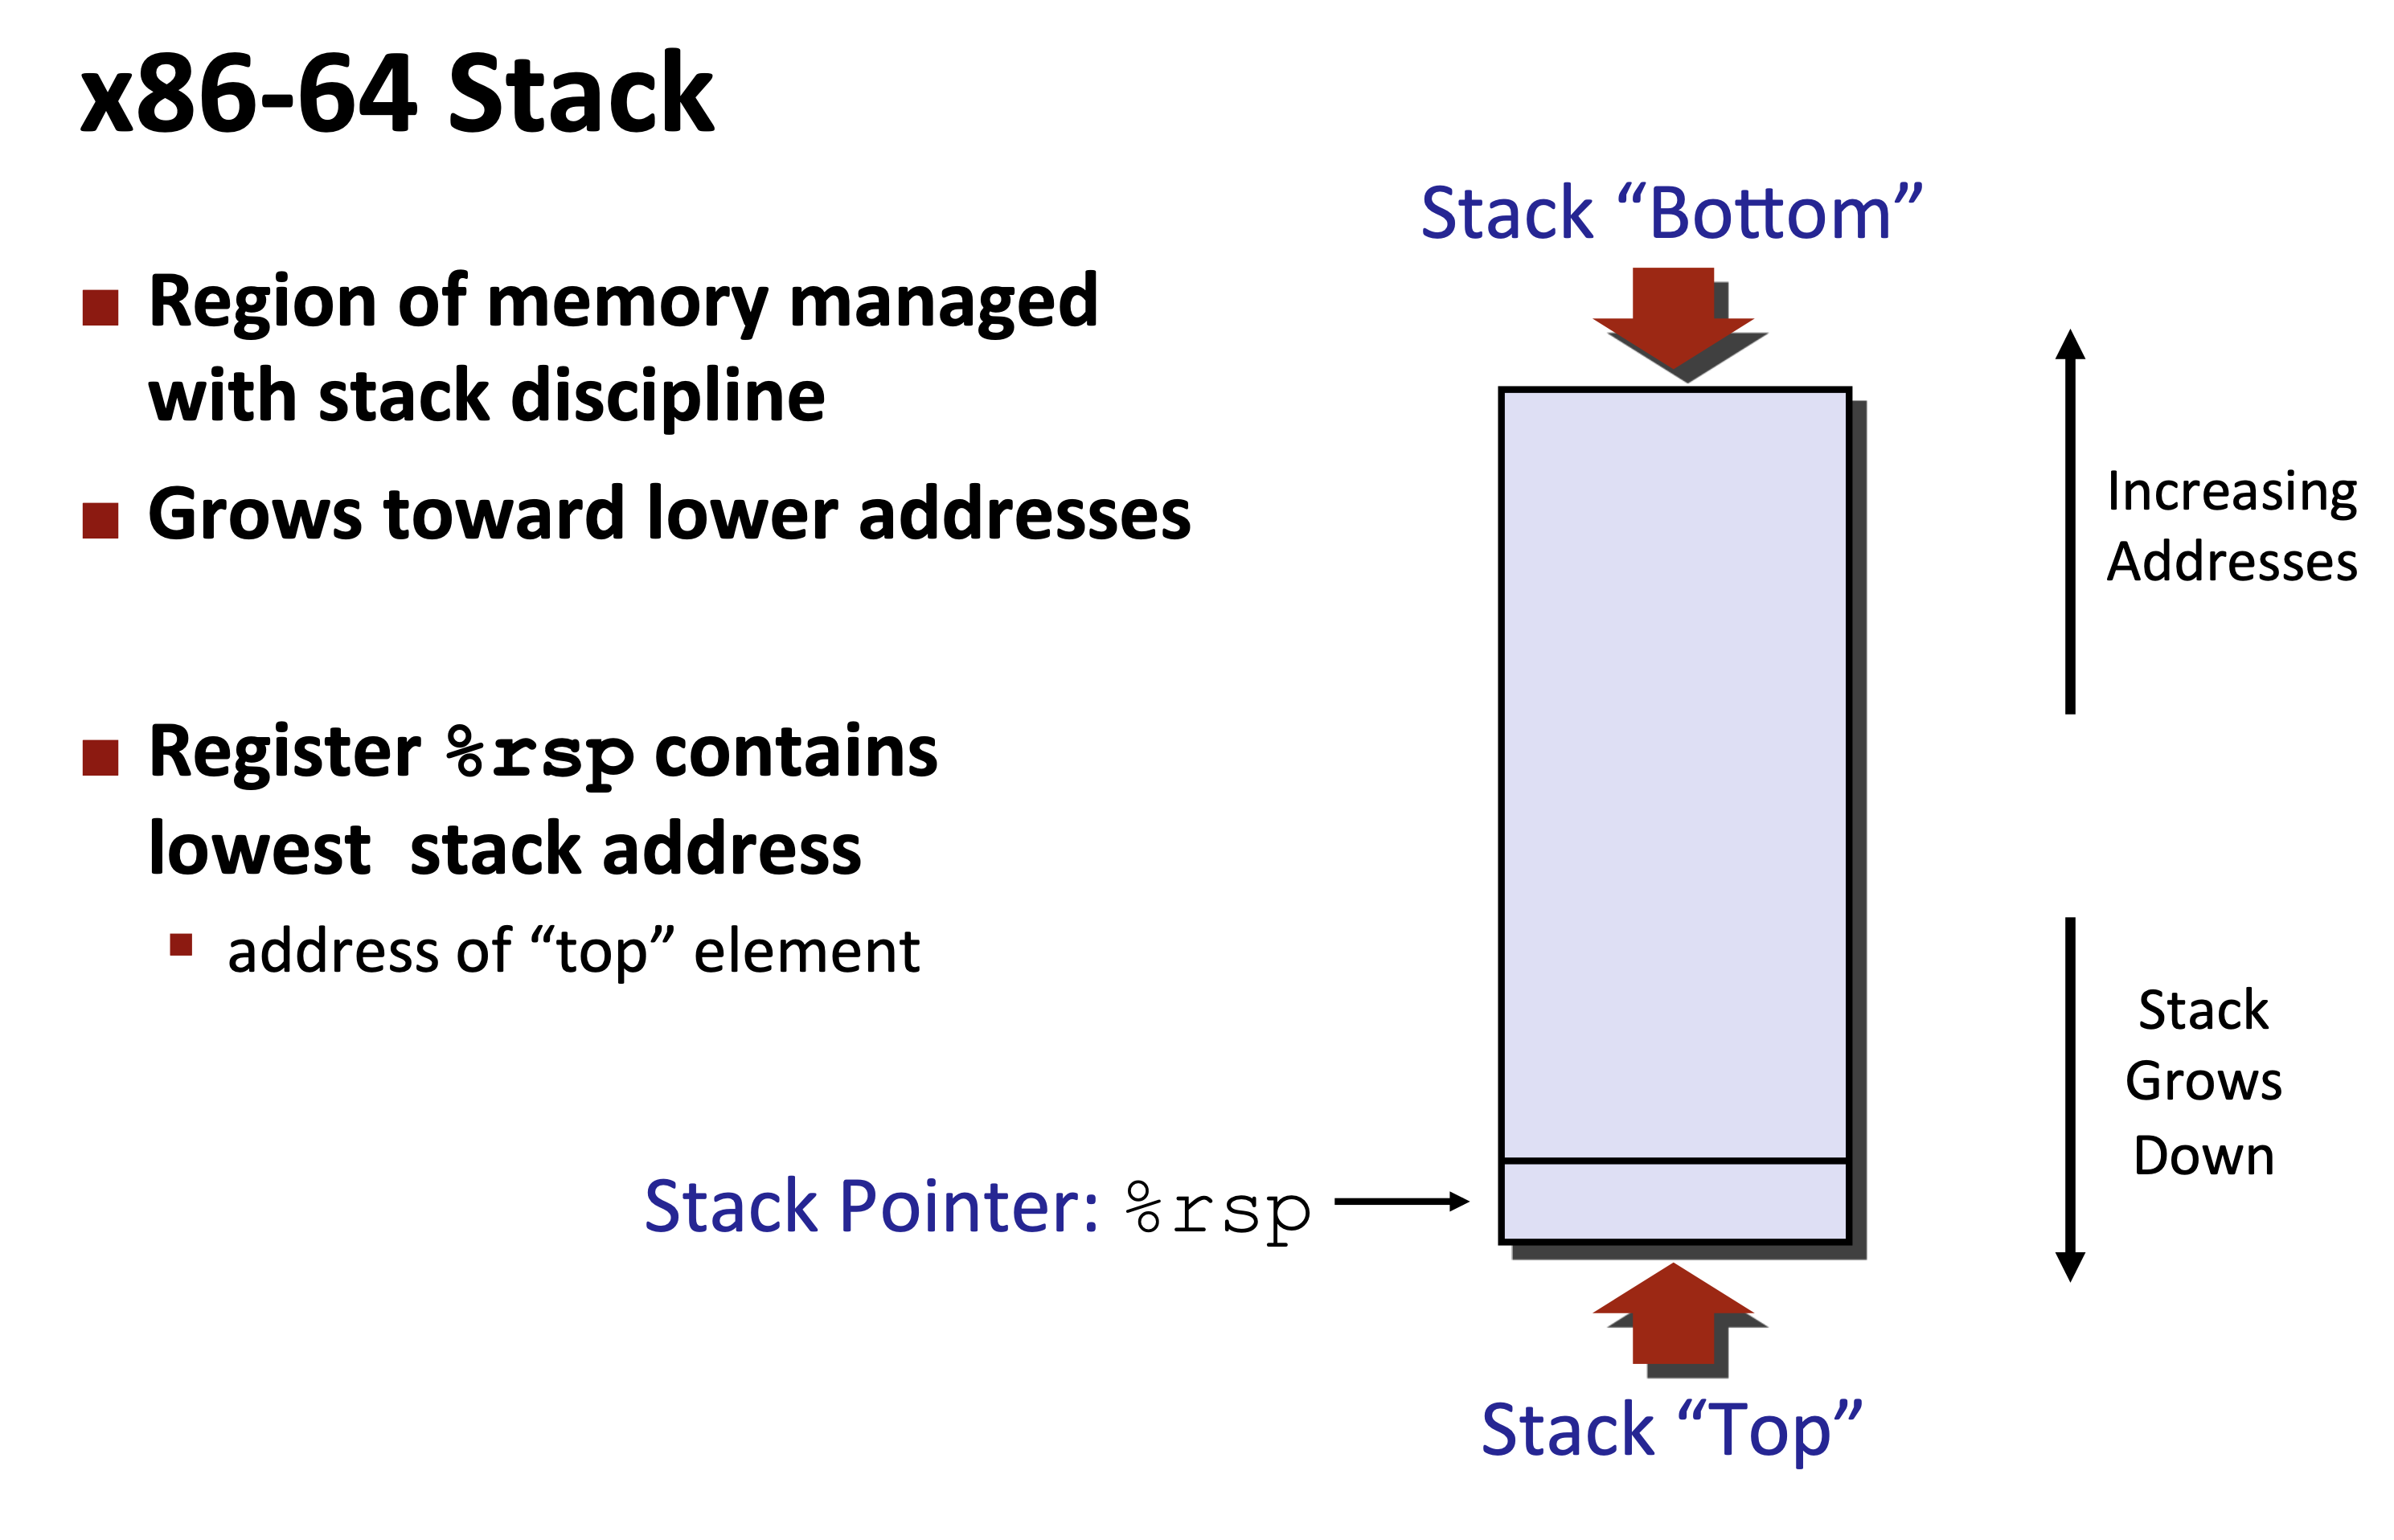 x86-64 Stack
Region of memory managed
with stack discipline
Grows toward lower addresses
Register %rsp contains
lowest  stack address
address of “top” element
Stack Pointer: %rsp
Stack “Bottom”
Increasing
Addresses
Stack
Grows
Down
Stack “Top”